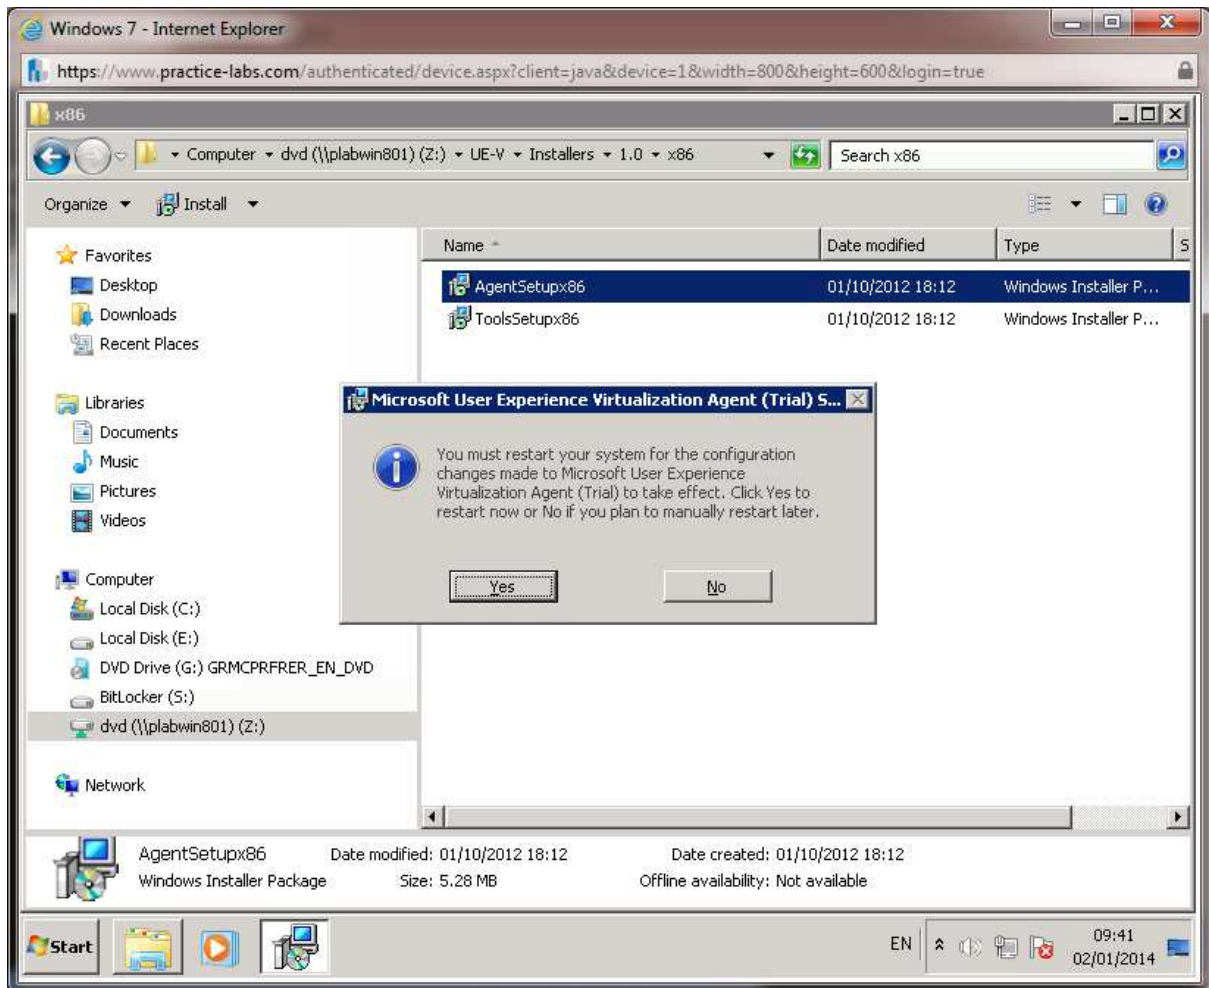 Windows 7 - Internet Explorer
https://www.practice-labs.com/authenticated/device.aspx?client=java&device=1&width=800&height=600&login=true
x86
Computer dvd (\\plabwin801) (Z:) UE-V Installers 1.0 x86
Search x86
Organize Install
Name Date modified Type S
AgentSetupx86 01/10/2012 18:12 Windows Installer P...
ToolsSetupx86 01/10/2012 18:12 Windows Installer P...
Favorites
Desktop
Downloads
Recent Places
Libraries
Documents
Music
Pictures
Videos
Computer
Local Disk (C:)
Local Disk (E:)
DVD Drive (G:) GRMCPRFRER_EN_DVD
BitLocker (S:)
dvd (\\plabwin801) (Z:)
Network
Microsoft User Experience Virtualization Agent (Trial) S...
You must restart your system for the configuration
changes made to Microsoft User Experience
Virtualization Agent (Trial) to take effect. Click Yes to
restart now or No if you plan to manually restart later.
Yes No
AgentSetupx86 Date modified: 01/10/2012 18:12 Date created: 01/10/2012 18:12
Windows Installer Package Size: 5.28 MB Offline availability: Not available
Start EN 09:41
02/01/2014